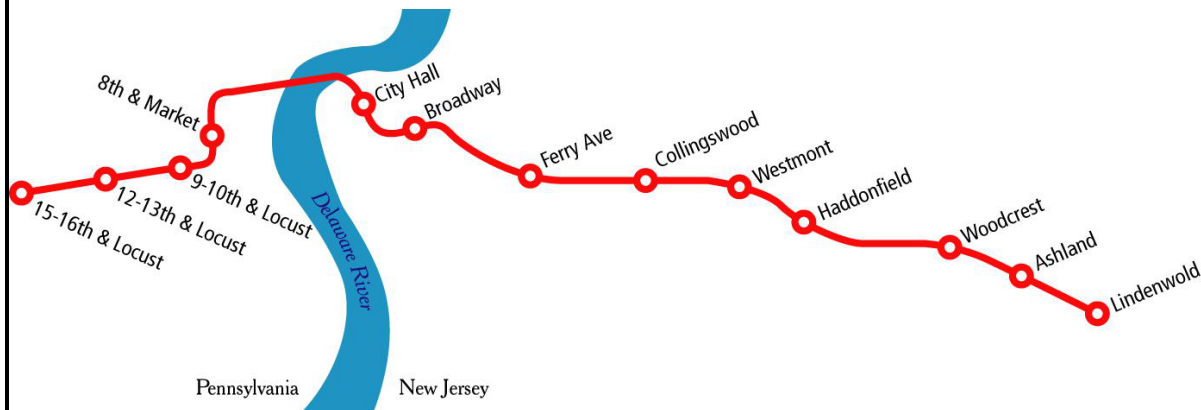 15-16th & Locust
12-13th & Locust
9-10th & Locust
8th & Market
City Hall
Broadway
Ferry Ave
Collingswood
Westmont
Haddonfield
Woodcrest
Ashland
Lindenwold
Delaware River
Pennsylvania
New Jersey